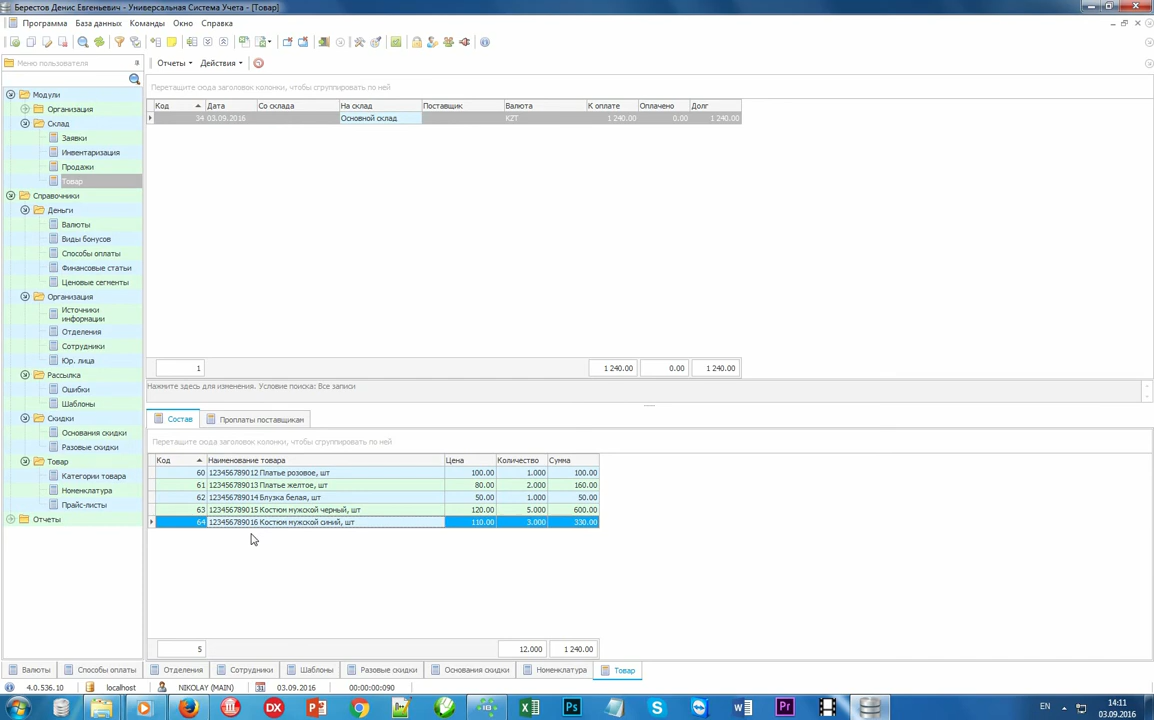 Берестов Денис Евгеньевич - Универсальная Система Учета - [Товар]
Программа База данных Команды Окно Справка
Меню пользователя
Отчеты Действия
Перетащите сюда заголовок колонки, чтобы сгруппировать по ней
Код Дата Со склада На склад Поставщик Валюта К оплате Оплачено Долг
34 03.09.2016 Основной склад KZT 1 240.00 0.00 1 240.00
Модули
Организация
Склад
Заявки
Инвентаризация
Продажи
Товар
Справочники
Деньги
Валюты
Виды бонусов
Способы оплаты
Финансовые статьи
Ценовые сегменты
Организация
Источники
информации
Отделения
Сотрудники
Юр. лица
Рассылка
Ошибки
Шаблоны
Скидки
Основания скидки
Разовые скидки
Товар
Категории товара
Номенклатура
Прайс-листы
Отчеты
1 1 240.00 0.00 1 240.00
Нажмите здесь для изменения. Условие поиска: Все записи
Состав Проплаты поставщикам
Перетащите сюда заголовок колонки, чтобы сгруппировать по ней
Код Наименование товара Цена Количество Сумма
60 123456789012 Платье розовое, шт 100.00 1.000 100.00
61 123456789013 Платье желтое, шт 80.00 2.000 160.00
62 123456789014 Блузка белая, шт 50.00 1.000 50.00
63 123456789015 Костюм мужской черный, шт 120.00 5.000 600.00
64 123456789016 Костюм мужской синий, шт 110.00 3.000 330.00
5 12.000 1 240.00
Валюты Способы оплаты Отделения Сотрудники Шаблоны Разовые скидки Основания скидки Номенклатура Товар
4.0.536.10 localhost NIKOLAY (MAIN) 31 03.09.2016 00:00:00:090
DX Ps W Pr EN 14:11
03.09.2016